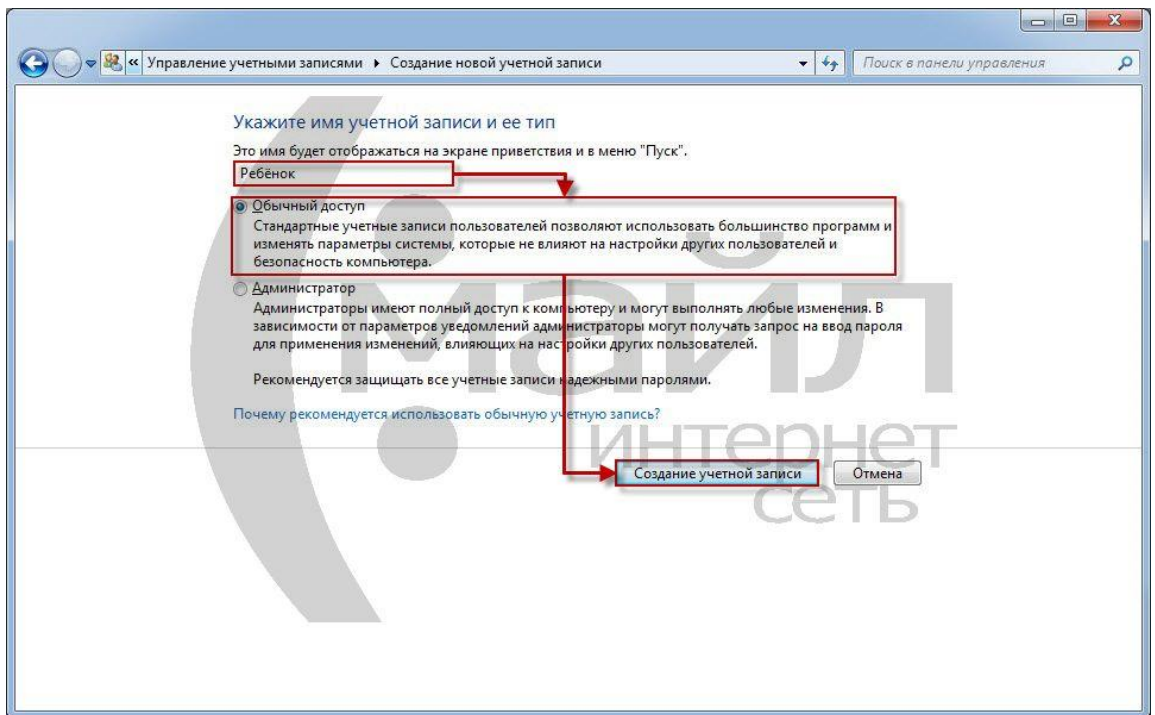 « Управление учетными записями ▸ Создание новой учетной записи
Поиск в панели управления
Укажите имя учетной записи и ее тип
Это имя будет отображаться на экране приветствия и в меню "Пуск".
Ребёнок
Обычный доступ
Стандартные учетные записи пользователей позволяют использовать большинство программ и
изменять параметры системы, которые не влияют на настройки других пользователей и
безопасность компьютера.
Администратор
Администраторы имеют полный доступ к компьютеру и могут выполнять любые изменения. В
зависимости от параметров уведомлений администраторы могут получать запрос на ввод пароля
для применения изменений, влияющих на настройки других пользователей.
Рекомендуется защищать все учетные записи надежными паролями.
Почему рекомендуется использовать обычную учетную запись?
Создание учетной записи
Отмена
майл
интернет
сеть